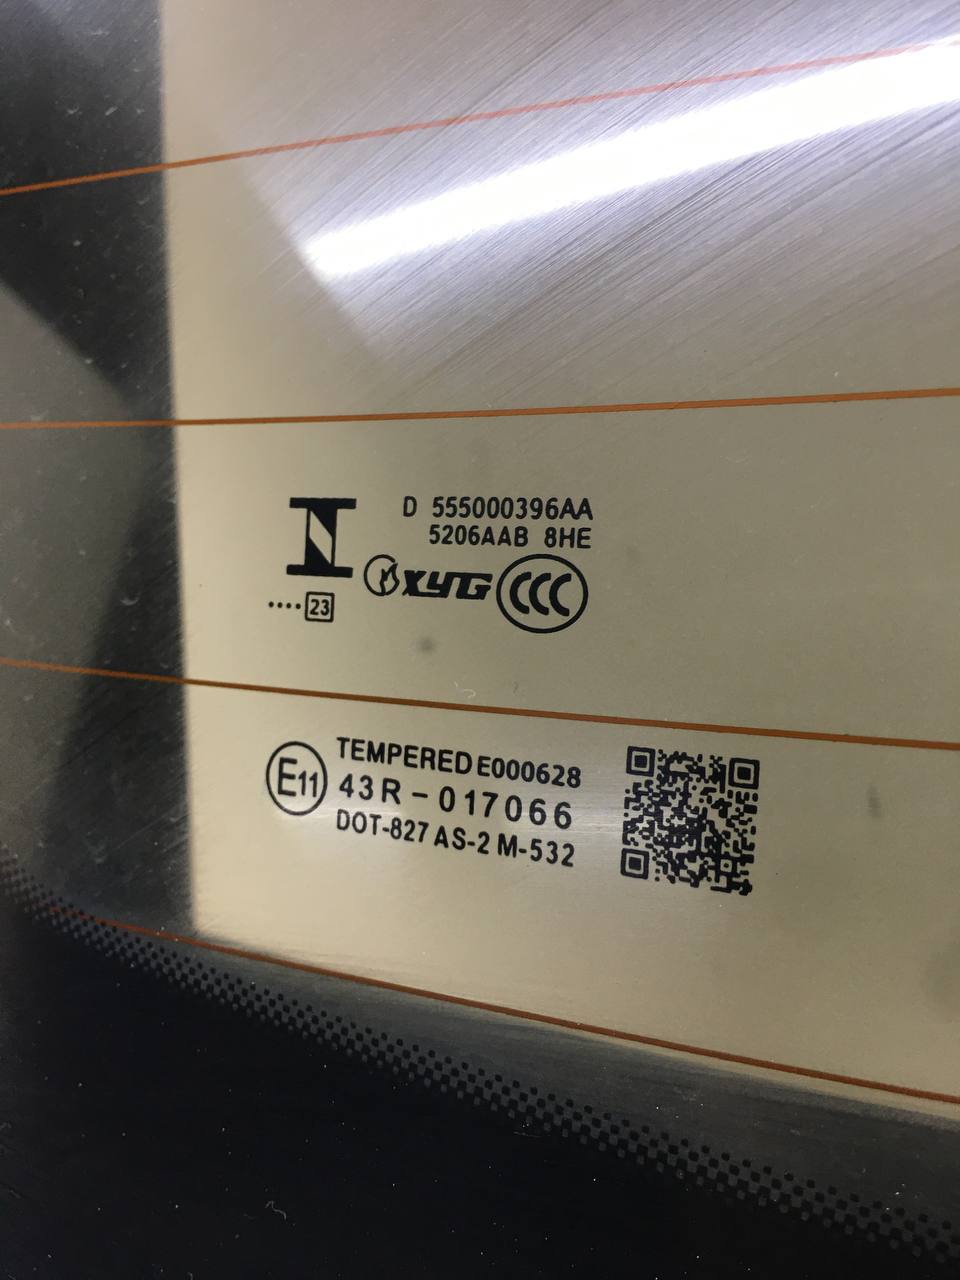 D 555000396AA
5206AAB 8HE
XYG CCC
....23
TEMPERED E000628
E11 43R-017066
DOT-827 AS-2 M-532